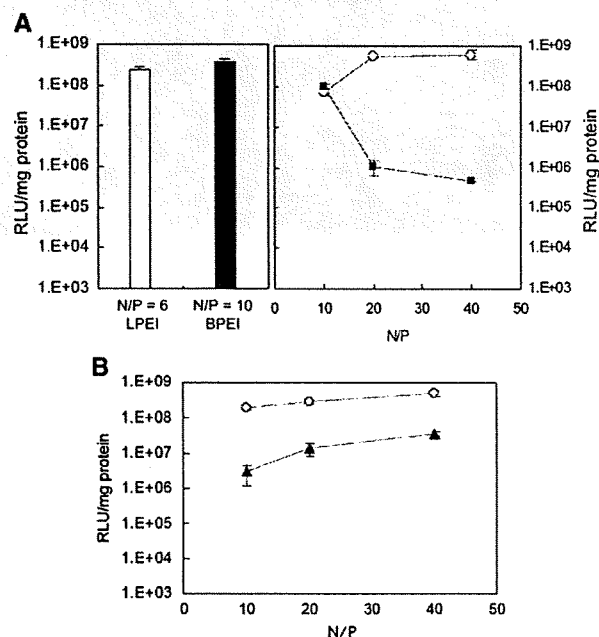 A
1.E+09
1.E+08
1.E+07
1.E+06
1.E+05
1.E+04
1.E+03
RLU/mg protein
N/P = 6
LPEI
N/P = 10
BPEI
1.E+09
1.E+08
1.E+07
1.E+06
1.E+05
1.E+04
1.E+03
RLU/mg protein
0 10 20 30 40 50
N/P
B
1.E+09
1.E+08
1.E+07
1.E+06
1.E+05
1.E+04
1.E+03
RLU/mg protein
0 10 20 30 40 50
N/P